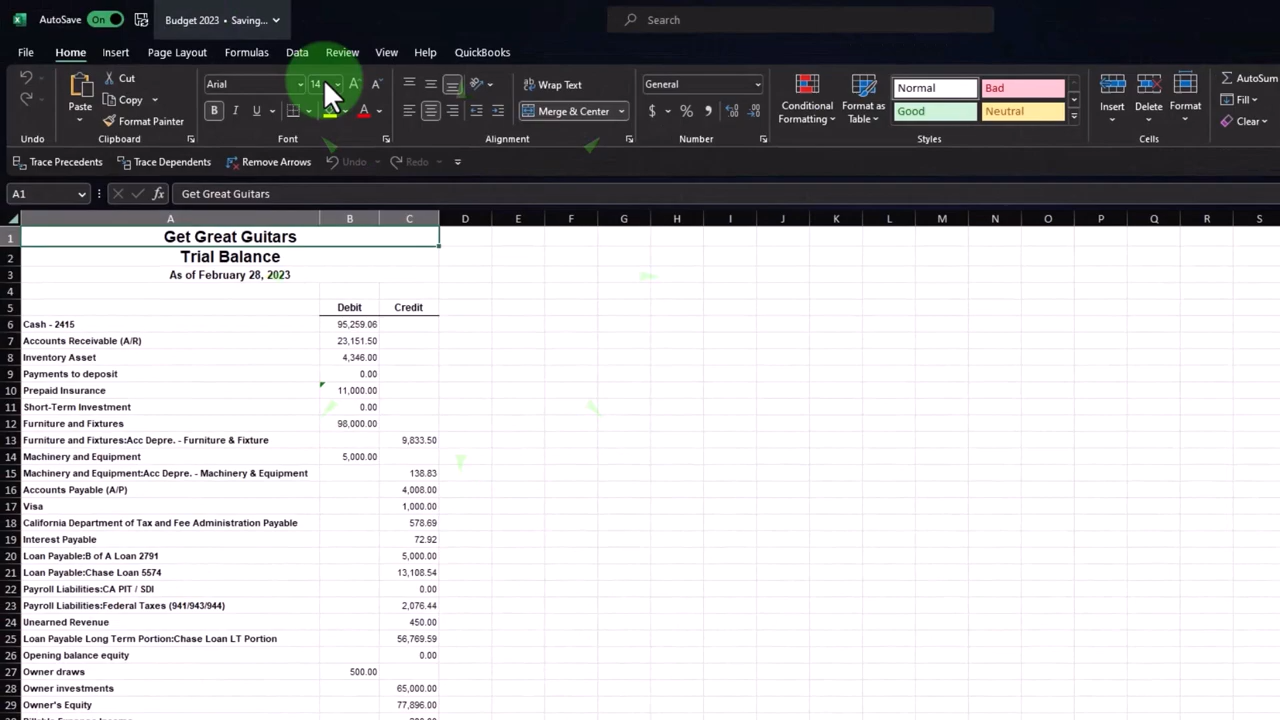 AutoSave On Budget 2023 • Saving... Search
File Home Insert Page Layout Formulas Data Review View Help QuickBooks
Paste Cut Arial 14 Wrap Text General Conditional Formatting Format as Table Normal Bad Insert Delete Format AutoSum
Copy B I U Merge & Center $ % Good Neutral Fill
Format Painter Clear
Undo Clipboard Font Alignment Number Styles Cells
Trace Precedents Trace Dependents Remove Arrows Undo Redo
A1 fx Get Great Guitars
A B C D E F G H I J K L M N O P Q R S
1 Get Great Guitars
2 Trial Balance
3 As of February 28, 2023
4
5 Debit Credit
6 Cash - 2415 95,259.06
7 Accounts Receivable (A/R) 23,151.50
8 Inventory Asset 4,346.00
9 Payments to deposit 0.00
10 Prepaid Insurance 11,000.00
11 Short-Term Investment 0.00
12 Furniture and Fixtures 98,000.00
13 Furniture and Fixtures:Acc Depre. - Furniture & Fixture 9,833.50
14 Machinery and Equipment 5,000.00
15 Machinery and Equipment:Acc Depre. - Machinery & Equipment 138.83
16 Accounts Payable (A/P) 4,008.00
17 Visa 1,000.00
18 California Department of Tax and Fee Administration Payable 578.69
19 Interest Payable 72.92
20 Loan Payable:B of A Loan 2791 5,000.00
21 Loan Payable:Chase Loan 5574 13,108.54
22 Payroll Liabilities:CA PIT / SDI 0.00
23 Payroll Liabilities:Federal Taxes (941/943/944) 2,076.44
24 Unearned Revenue 450.00
25 Loan Payable Long Term Portion:Chase Loan LT Portion 56,769.59
26 Opening balance equity 0.00
27 Owner draws 500.00
28 Owner investments 65,000.00
29 Owner's Equity 77,896.00